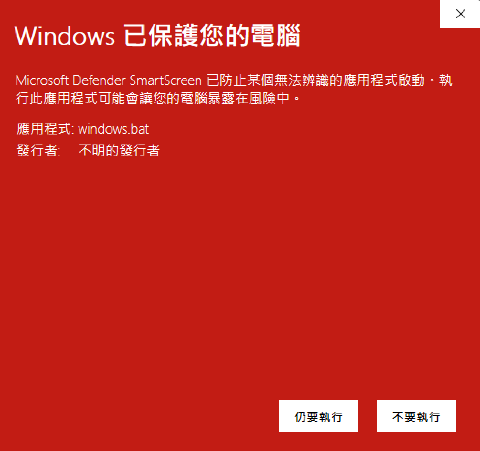 Windows 已保護您的電腦
Microsoft Defender SmartScreen 已防止某個無法辨識的應用程式啟動。執
行此應用程式可能會讓您的電腦暴露在風險中。
應用程式: windows.bat
發行者: 不明的發行者
仍要執行 不要執行